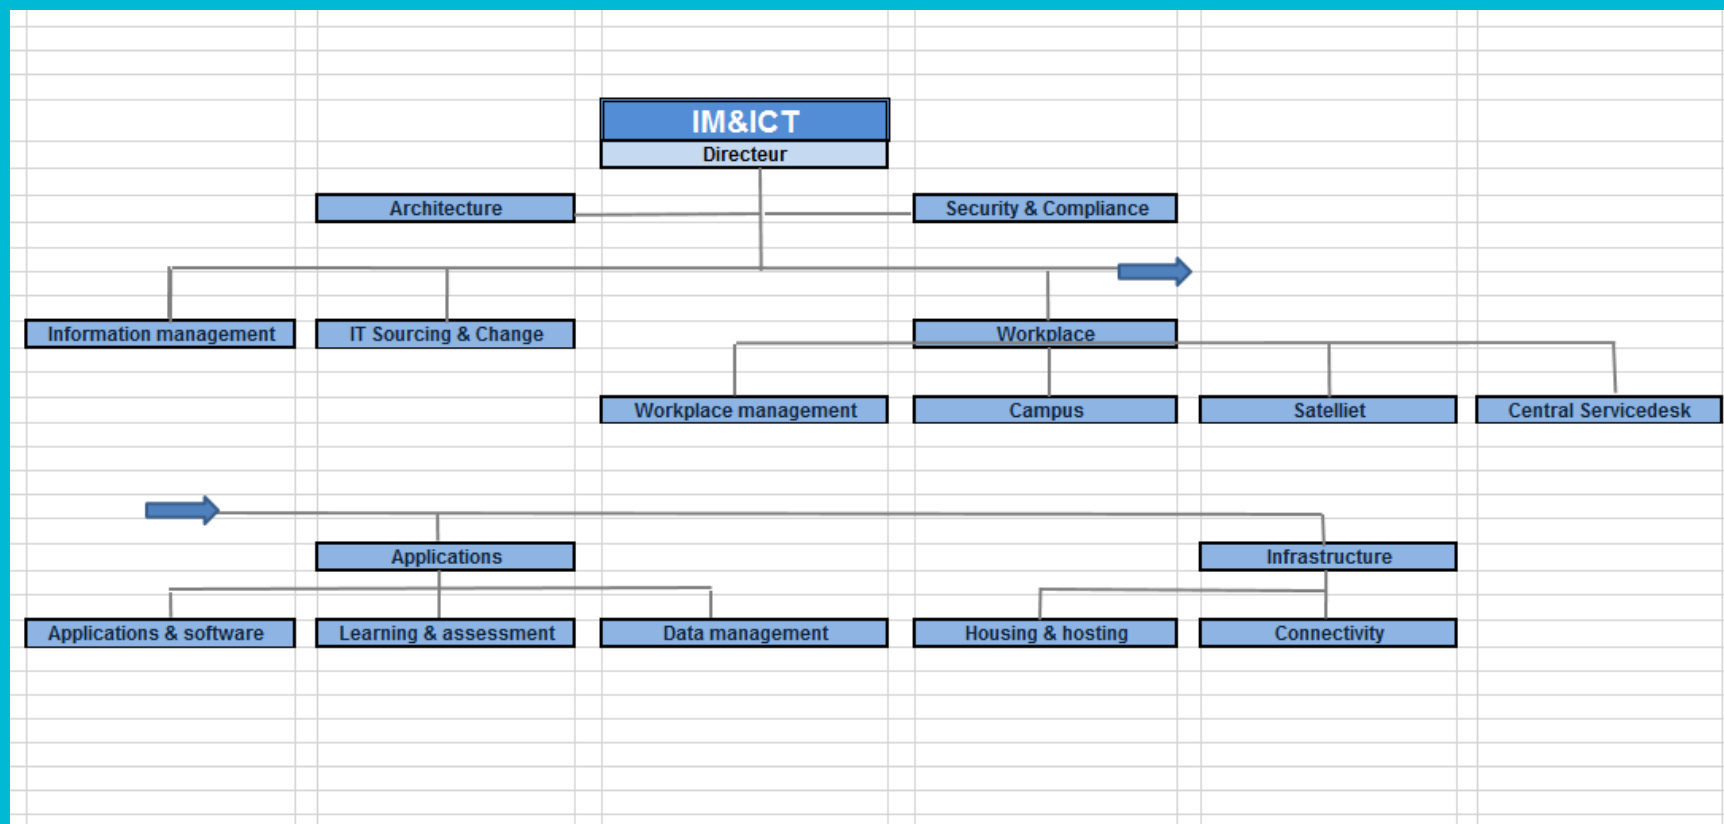 IM&ICT
Directeur
Architecture
Security & Compliance
Information management
IT Sourcing & Change
Workplace
Workplace management
Campus
Satelliet
Central Servicedesk
Applications
Infrastructure
Applications & software
Learning & assessment
Data management
Housing & hosting
Connectivity